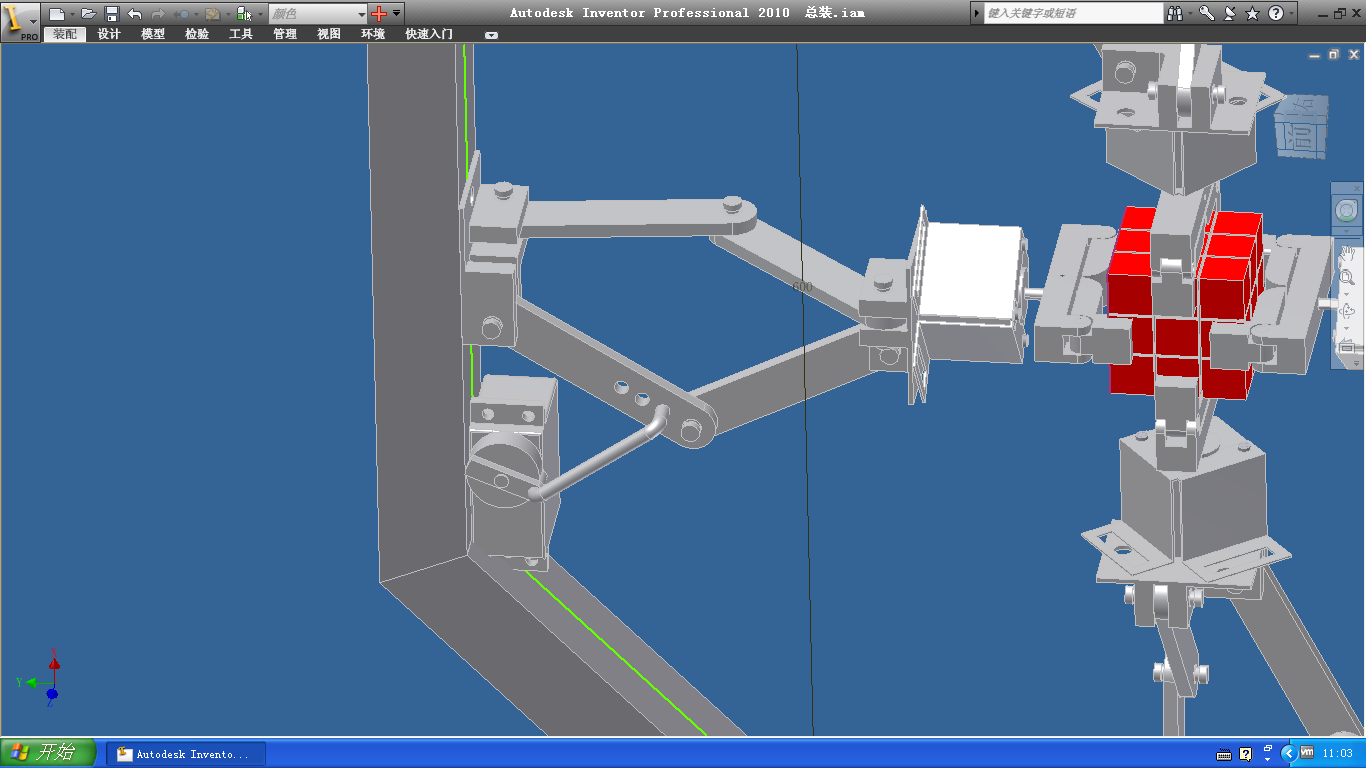 颜色
Autodesk Inventor Professional 2010 总装.iam
键入关键字或短语
PRO
装配 设计 模型 检验 工具 管理 视图 环境 快速入门
600
X
Y
Z
开始
Autodesk Invento...
vm
11:03